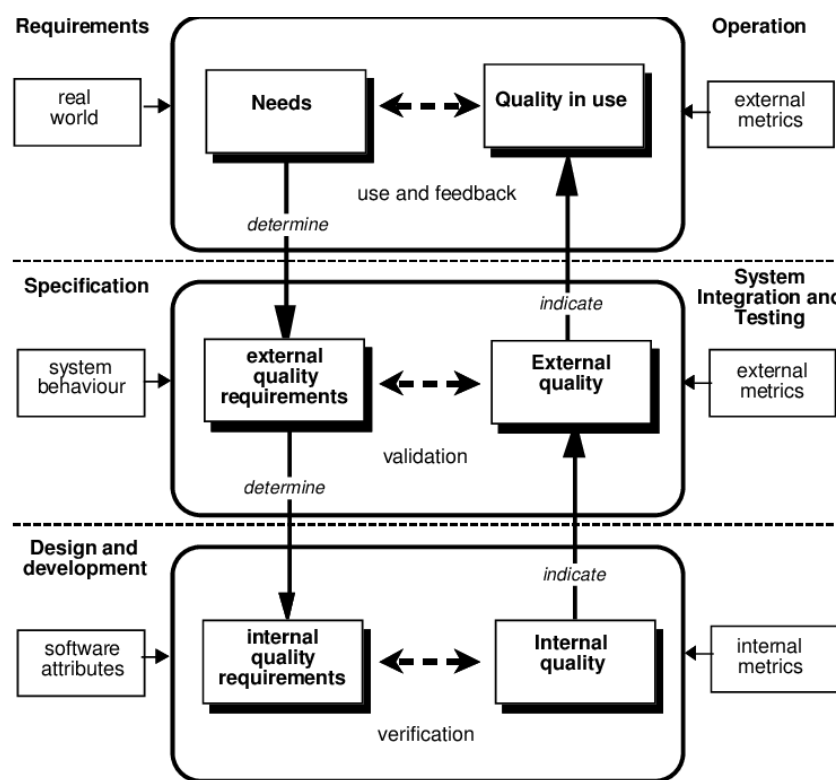 Requirements
Operation
real
world
Needs
Quality in use
external
metrics
use and feedback
determine
Specification
System
Integration and
Testing
indicate
system
behaviour
external
quality
requirements
External
quality
external
metrics
validation
determine
Design and
development
indicate
software
attributes
internal
quality
requirements
Internal
quality
internal
metrics
verification